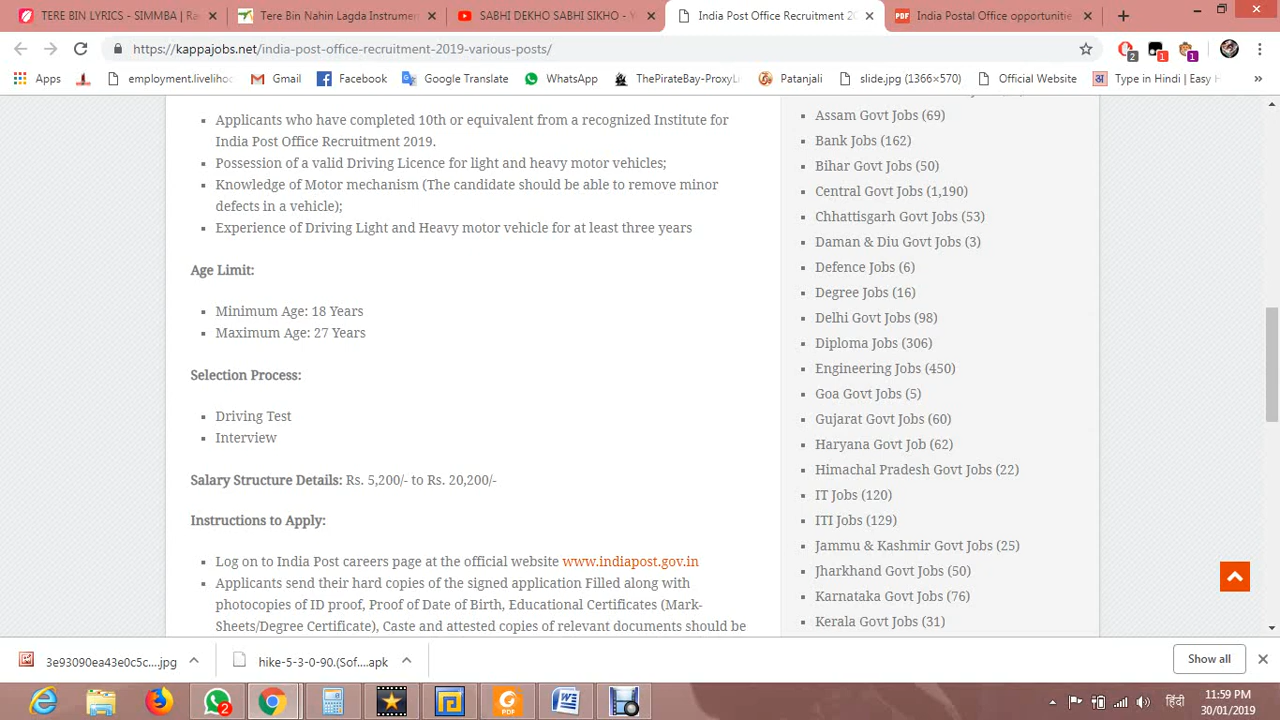 TERE BIN LYRICS - SIMMBA | Ra
Tere Bin Nahin Lagda Instrumen
SABHI DEKHO SABHI SIKHO - Y
India Post Office Recruitment 20
PDF India Postal Office opportunitie
https://kappajobs.net/india-post-office-recruitment-2019-various-posts/
2
1
1
Apps
employment.livelihoo
Gmail
Facebook
Google Translate
WhatsApp
ThePirateBay-ProxyLi
Patanjali
slide.jpg (1366×570)
Official Website
अ Type in Hindi | Easy H
»
Applicants who have completed 10th or equivalent from a recognized Institute for
India Post Office Recruitment 2019.
Possession of a valid Driving Licence for light and heavy motor vehicles;
Knowledge of Motor mechanism (The candidate should be able to remove minor
defects in a vehicle);
Experience of Driving Light and Heavy motor vehicle for at least three years
Age Limit:
Minimum Age: 18 Years
Maximum Age: 27 Years
Selection Process:
Driving Test
Interview
Salary Structure Details: Rs. 5,200/- to Rs. 20,200/-
Instructions to Apply:
Log on to India Post careers page at the official website www.indiapost.gov.in
Applicants send their hard copies of the signed application Filled along with
photocopies of ID proof, Proof of Date of Birth, Educational Certificates (Mark-
Sheets/Degree Certificate), Caste and attested copies of relevant documents should be
Assam Govt Jobs (69)
Bank Jobs (162)
Bihar Govt Jobs (50)
Central Govt Jobs (1,190)
Chhattisgarh Govt Jobs (53)
Daman & Diu Govt Jobs (3)
Defence Jobs (6)
Degree Jobs (16)
Delhi Govt Jobs (98)
Diploma Jobs (306)
Engineering Jobs (450)
Goa Govt Jobs (5)
Gujarat Govt Jobs (60)
Haryana Govt Job (62)
Himachal Pradesh Govt Jobs (22)
IT Jobs (120)
ITI Jobs (129)
Jammu & Kashmir Govt Jobs (25)
Jharkhand Govt Jobs (50)
Karnataka Govt Jobs (76)
Kerala Govt Jobs (31)
3e93090ea43e0c5c....jpg
hike-5-3-0-90.(Sof....apk
Show all
2
PDF
हिंदी
11:59 PM
30/01/2019